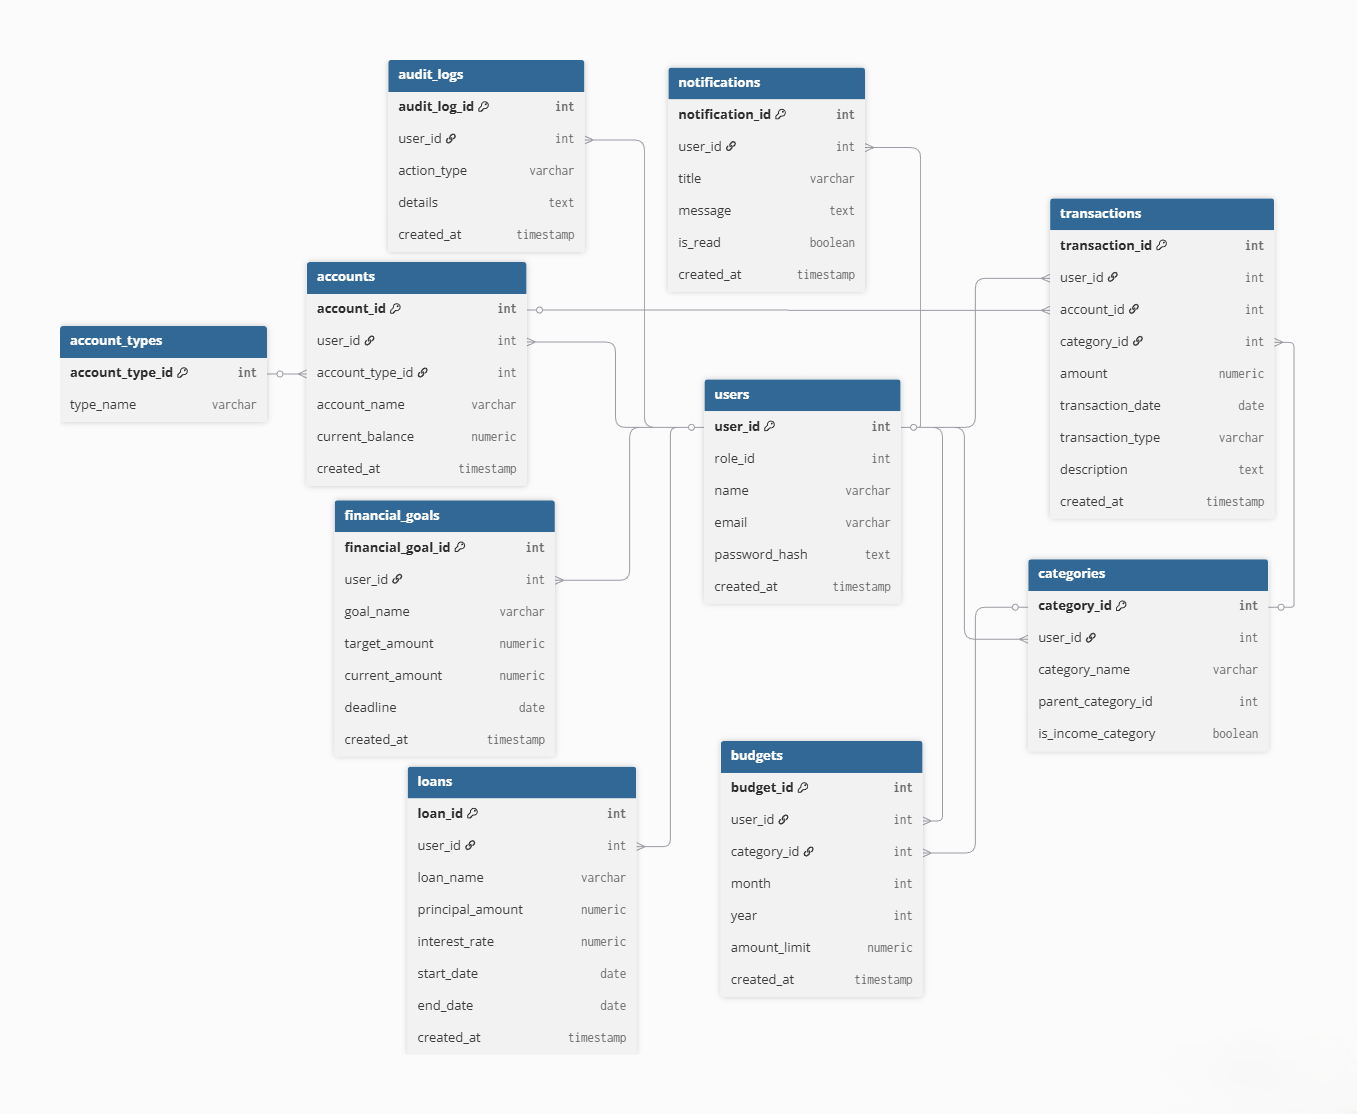 audit_logs
audit_log_id int
user_id int
action_type varchar
details text
created_at timestamp
notifications
notification_id int
user_id int
title varchar
message text
is_read boolean
created_at timestamp
transactions
transaction_id int
user_id int
account_id int
category_id int
amount numeric
transaction_date date
transaction_type varchar
description text
created_at timestamp
accounts
account_id int
user_id int
account_type_id int
account_name varchar
current_balance numeric
created_at timestamp
account_types
account_type_id int
type_name varchar
users
user_id int
role_id int
name varchar
email varchar
password_hash text
created_at timestamp
financial_goals
financial_goal_id int
user_id int
goal_name varchar
target_amount numeric
current_amount numeric
deadline date
created_at timestamp
categories
category_id int
user_id int
category_name varchar
parent_category_id int
is_income_category boolean
loans
loan_id int
user_id int
loan_name varchar
principal_amount numeric
interest_rate numeric
start_date date
end_date date
created_at timestamp
budgets
budget_id int
user_id int
category_id int
month int
year int
amount_limit numeric
created_at timestamp